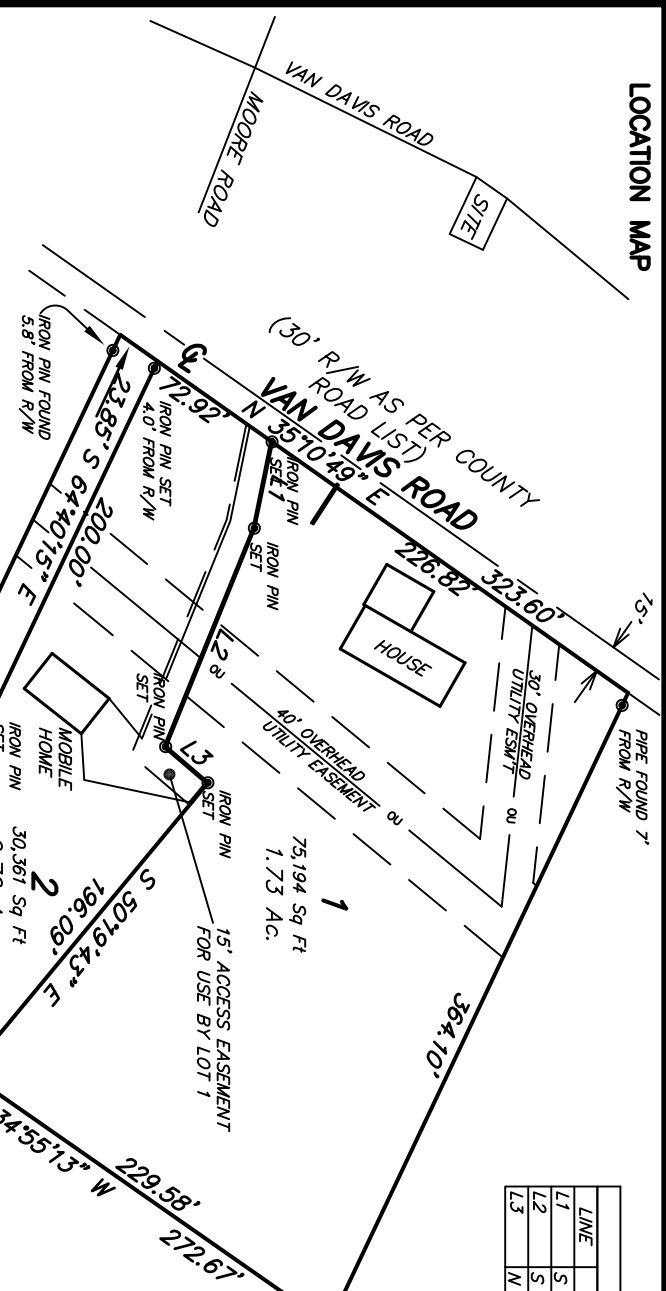 LOCATION MAP
VAN DAVIS ROAD
MOORE ROAD
SITE
(30' R/W AS PER COUNTY
ROAD LIST)
VAN DAVIS ROAD
N 35°10'49" E
323.60'
226.82'
72.92'
15'
PIPE FOUND 7'
FROM R/W
IRON PIN FOUND
5.8' FROM R/W
IRON PIN SET
4.0' FROM R/W
23.85'
S 64°40'15" E
200.00'
IRON PIN
SET
L1
IRON PIN
SET
L2
OU
IRON PIN
SET
L3
IRON PIN
SET
HOUSE
30' OVERHEAD
UTILITY ESM'T
OU
40' OVERHEAD
UTILITY EASEMENT
OU
MOBILE
HOME
IRON PIN
SET
1
75,194 Sq Ft
1.73 Ac.
2
30,361 Sq Ft
15' ACCESS EASEMENT
FOR USE BY LOT 1
S 50°19'43" E
196.09'
364.10'
34°55'13" W
229.58'
272.67'
LINE
L1 S
L2 S
L3 N